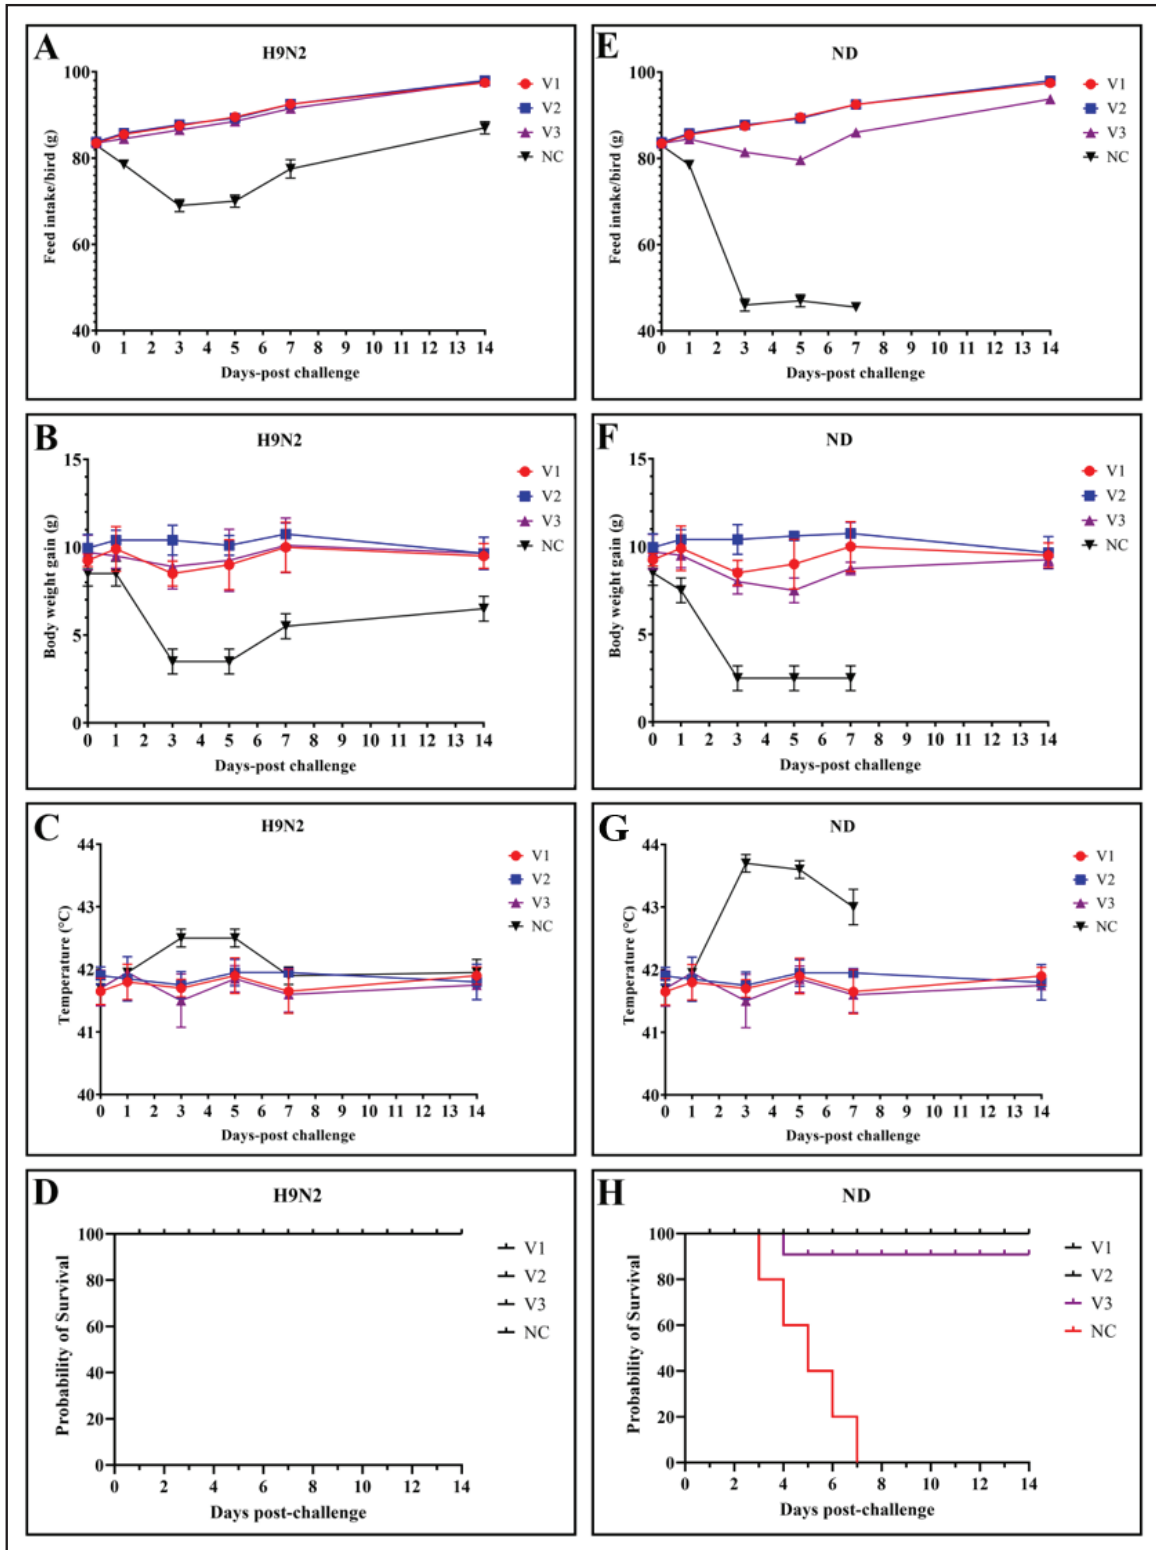 A
H9N2
Feed intake/bird (g)
100
80
60
40
0 1 2 3 4 5 6 7 8 9 10 11 12 13 14
Days-post challenge
V1
V2
V3
NC
E
ND
Feed intake/bird (g)
100
80
60
40
0 1 2 3 4 5 6 7 8 9 10 11 12 13 14
Days-post challenge
V1
V2
V3
NC
B
H9N2
Body weight gain (g)
15
10
5
0
0 1 2 3 4 5 6 7 8 9 10 11 12 13 14
Days-post challenge
V1
V2
V3
NC
F
ND
Body weight gain (g)
15
10
5
0
0 1 2 3 4 5 6 7 8 9 10 11 12 13 14
Days-post challenge
V1
V2
V3
NC
C
H9N2
Temperature (°C)
44
43
42
41
40
0 1 2 3 4 5 6 7 8 9 10 11 12 13 14
Days-post challenge
V1
V2
V3
NC
G
ND
Temperature (°C)
44
43
42
41
40
0 1 2 3 4 5 6 7 8 9 10 11 12 13 14
Days-post challenge
V1
V2
V3
NC
D
H9N2
Probability of Survival
100
80
60
40
20
0
0 2 4 6 8 10 12 14
Days post-challenge
V1
V2
V3
NC
H
ND
Probability of Survival
100
80
60
40
20
0
0 2 4 6 8 10 12 14
Days post-challenge
V1
V2
V3
NC